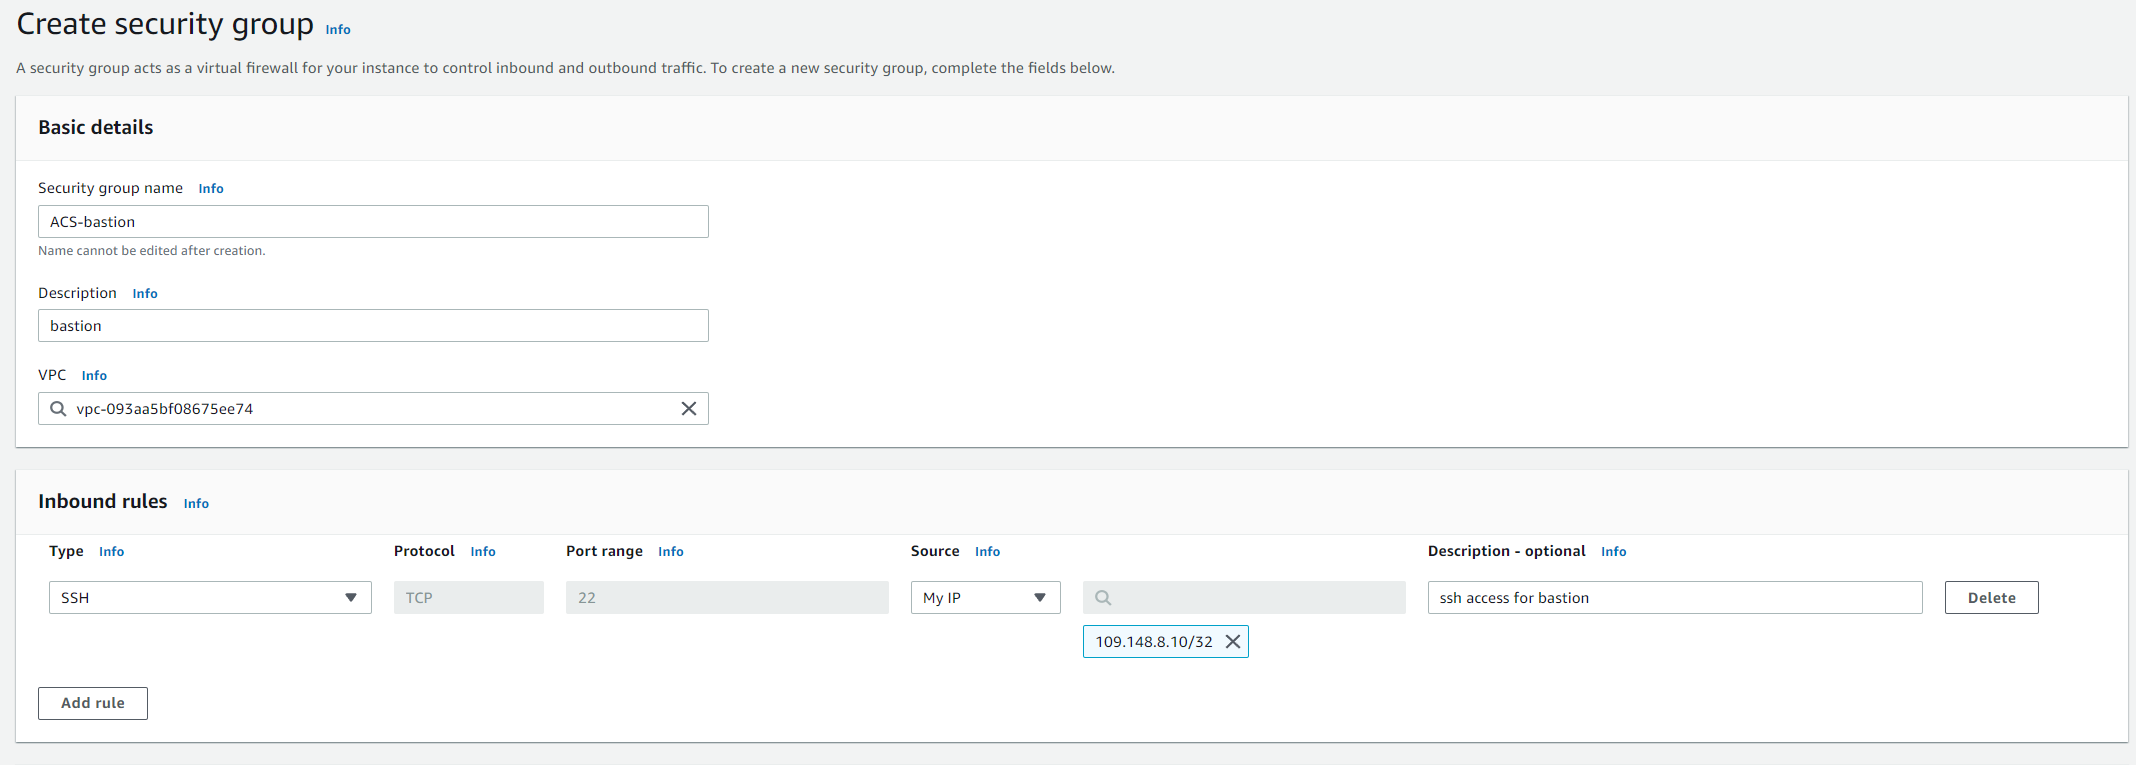 Create security group Info
A security group acts as a virtual firewall for your instance to control inbound and outbound traffic. To create a new security group, complete the fields below.
Basic details
Security group name Info
ACS-bastion
Name cannot be edited after creation.
Description Info
bastion
VPC Info
vpc-093aa5bf08675ee74
Inbound rules Info
Type Info Protocol Info Port range Info Source Info Description - optional Info
SSH TCP 22 My IP ssh access for bastion Delete
109.148.8.10/32
Add rule